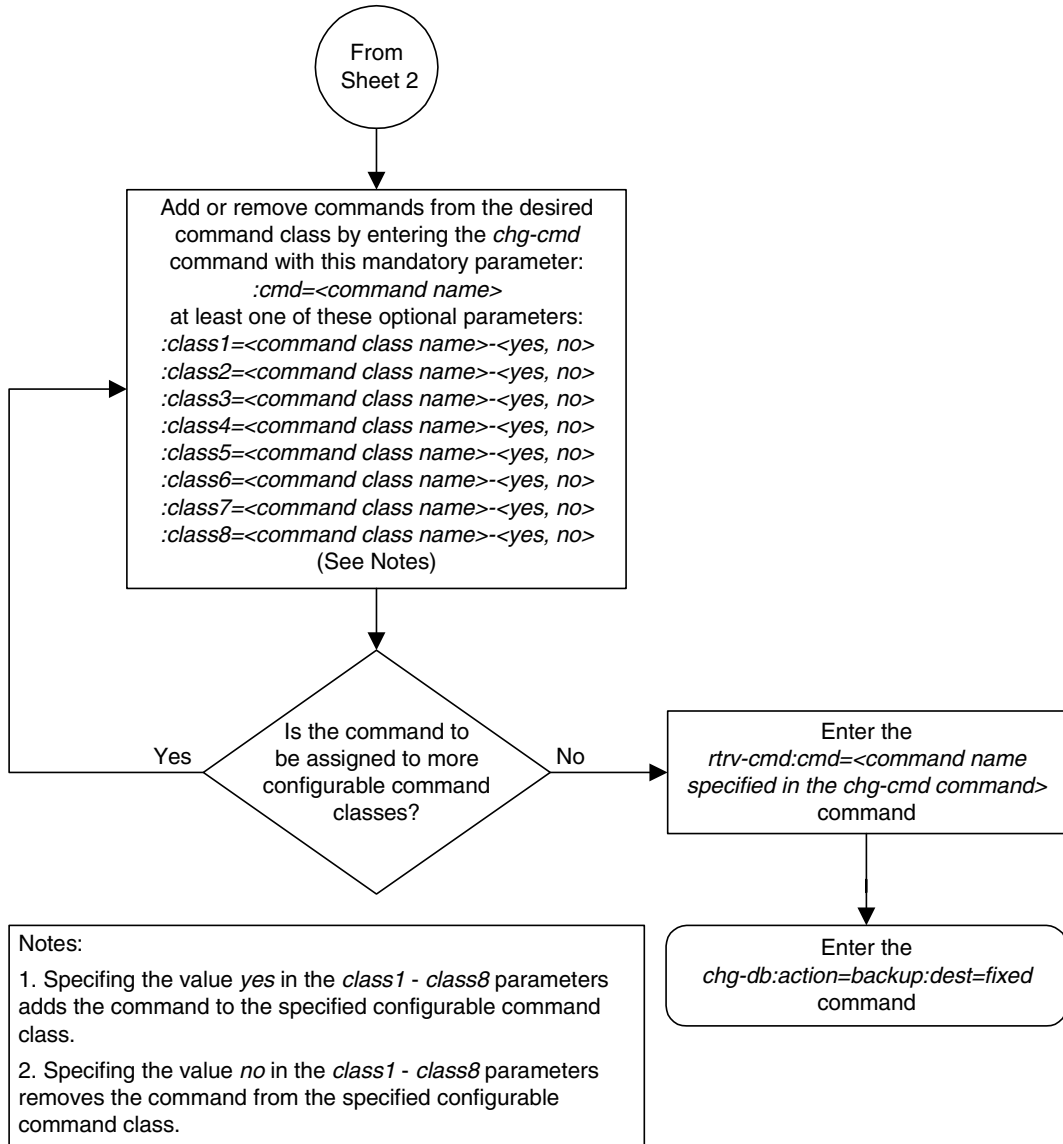 From
Sheet 2
Add or remove commands from the desired
command class by entering the chg-cmd
command with this mandatory parameter:
:cmd=<command name>
at least one of these optional parameters:
:class1=<command class name>-<yes, no>
:class2=<command class name>-<yes, no>
:class3=<command class name>-<yes, no>
:class4=<command class name>-<yes, no>
:class5=<command class name>-<yes, no>
:class6=<command class name>-<yes, no>
:class7=<command class name>-<yes, no>
:class8=<command class name>-<yes, no>
(See Notes)
Is the command to
be assigned to more
configurable command
classes?
Yes
No
Enter the
rtrv-cmd:cmd=<command name
specified in the chg-cmd command>
command
Enter the
chg-db:action=backup:dest=fixed
command
Notes:
1. Specifing the value yes in the class1 - class8 parameters
adds the command to the specified configurable command
class.
2. Specifing the value no in the class1 - class8 parameters
removes the command from the specified configurable
command class.